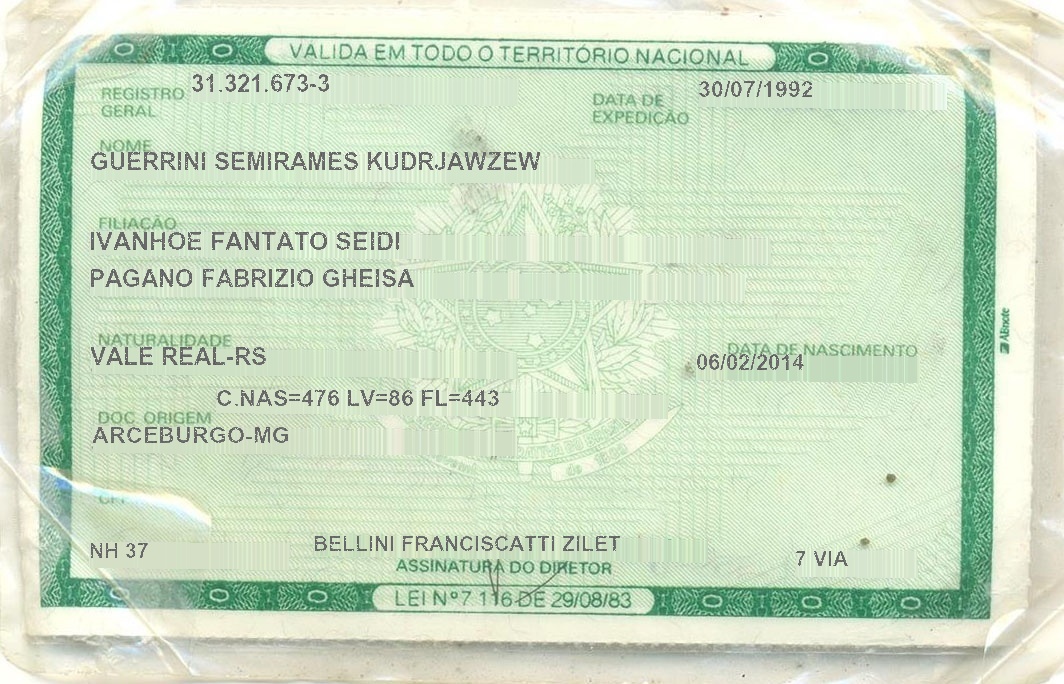 VALIDA EM TODO O TERRITÓRIO NACIONAL
REGISTRO GERAL 31.321.673-3 DATA DE EXPEDIÇÃO 30/07/1992
NOME
GUERRINI SEMIRAMES KUDRJAWZEW
FILIAÇÃO
IVANHOE FANTATO SEIDI
PAGANO FABRIZIO GHEISA
NATURALIDADE DATA DE NASCIMENTO
VALE REAL-RS 06/02/2014
C.NAS=476 LV=86 FL=443
DOC. ORIGEM
ARCEBURGO-MG
CPF
NH 37 BELLINI FRANCISCATTI ZILET 7 VIA
ASSINATURA DO DIRETOR
LEI Nº 7.116 DE 29/08/83